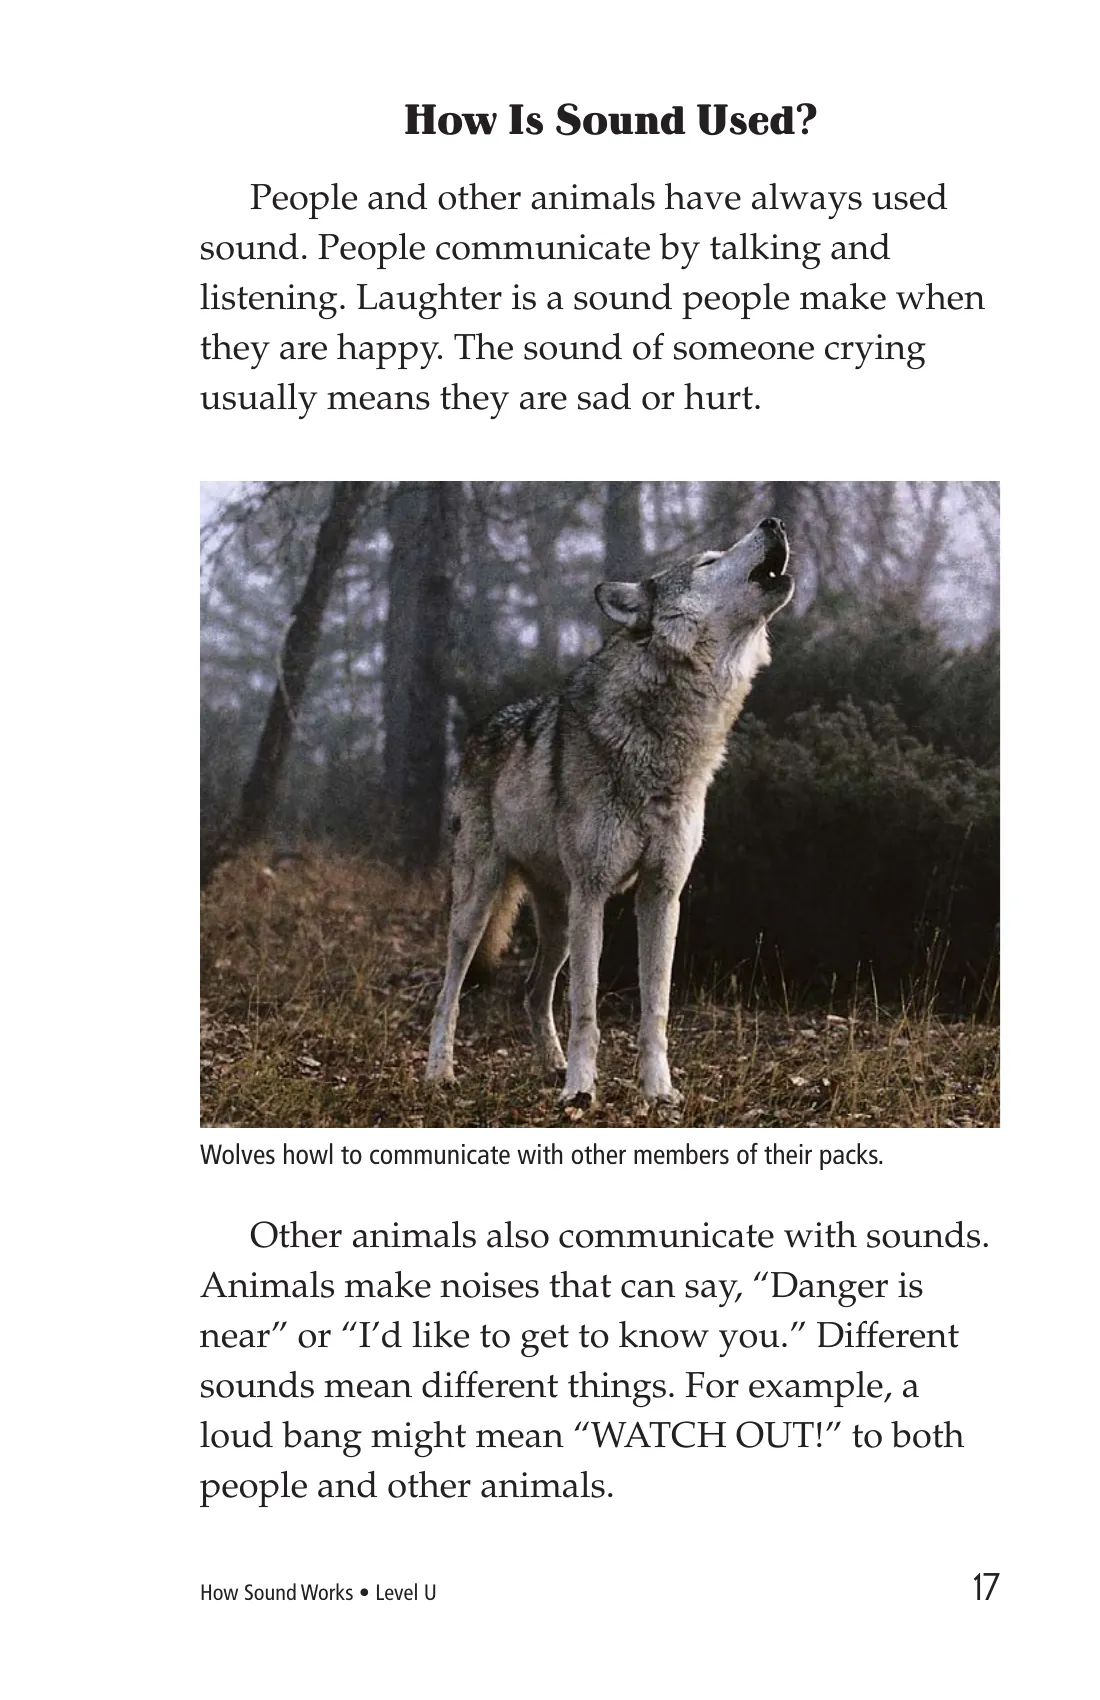 How Is Sound Used?
People and other animals have always used
sound. People communicate by talking and
listening. Laughter is a sound people make when
they are happy. The sound of someone crying
usually means they are sad or hurt.
Wolves howl to communicate with other members of their packs.
Other animals also communicate with sounds.
Animals make noises that can say, “Danger is
near” or “I’d like to get to know you.” Different
sounds mean different things. For example, a
loud bang might mean “WATCH OUT!” to both
people and other animals.
How Sound Works • Level U
17